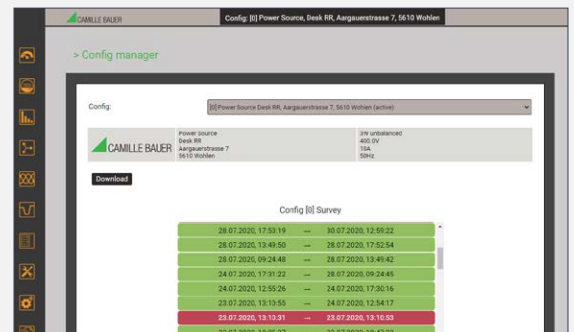 CAMILLE BAUER
Config: [0] Power Source, Desk RR, Aargauerstrasse 7, 5610 Wohlen
> Config manager
Config:
[0] Power Source Desk RR, Aargauerstrasse 7, 5610 Wohlen (active)
CAMILLE BAUER
Power Source
Desk RR
Aargauerstrasse 7
5610 Wohlen
3W unbalanced
400.0V
10A
50Hz
Download
Config [0] Survey
28.07.2020, 17:53:19 → 30.07.2020, 12:59:22
28.07.2020, 13:49:50 → 28.07.2020, 17:52:54
28.07.2020, 09:24:48 → 28.07.2020, 13:49:42
24.07.2020, 17:31:22 → 28.07.2020, 09:24:45
24.07.2020, 12:55:26 → 24.07.2020, 17:30:16
23.07.2020, 13:10:55 → 24.07.2020, 12:54:17
23.07.2020, 13:10:31 → 23.07.2020, 13:10:53